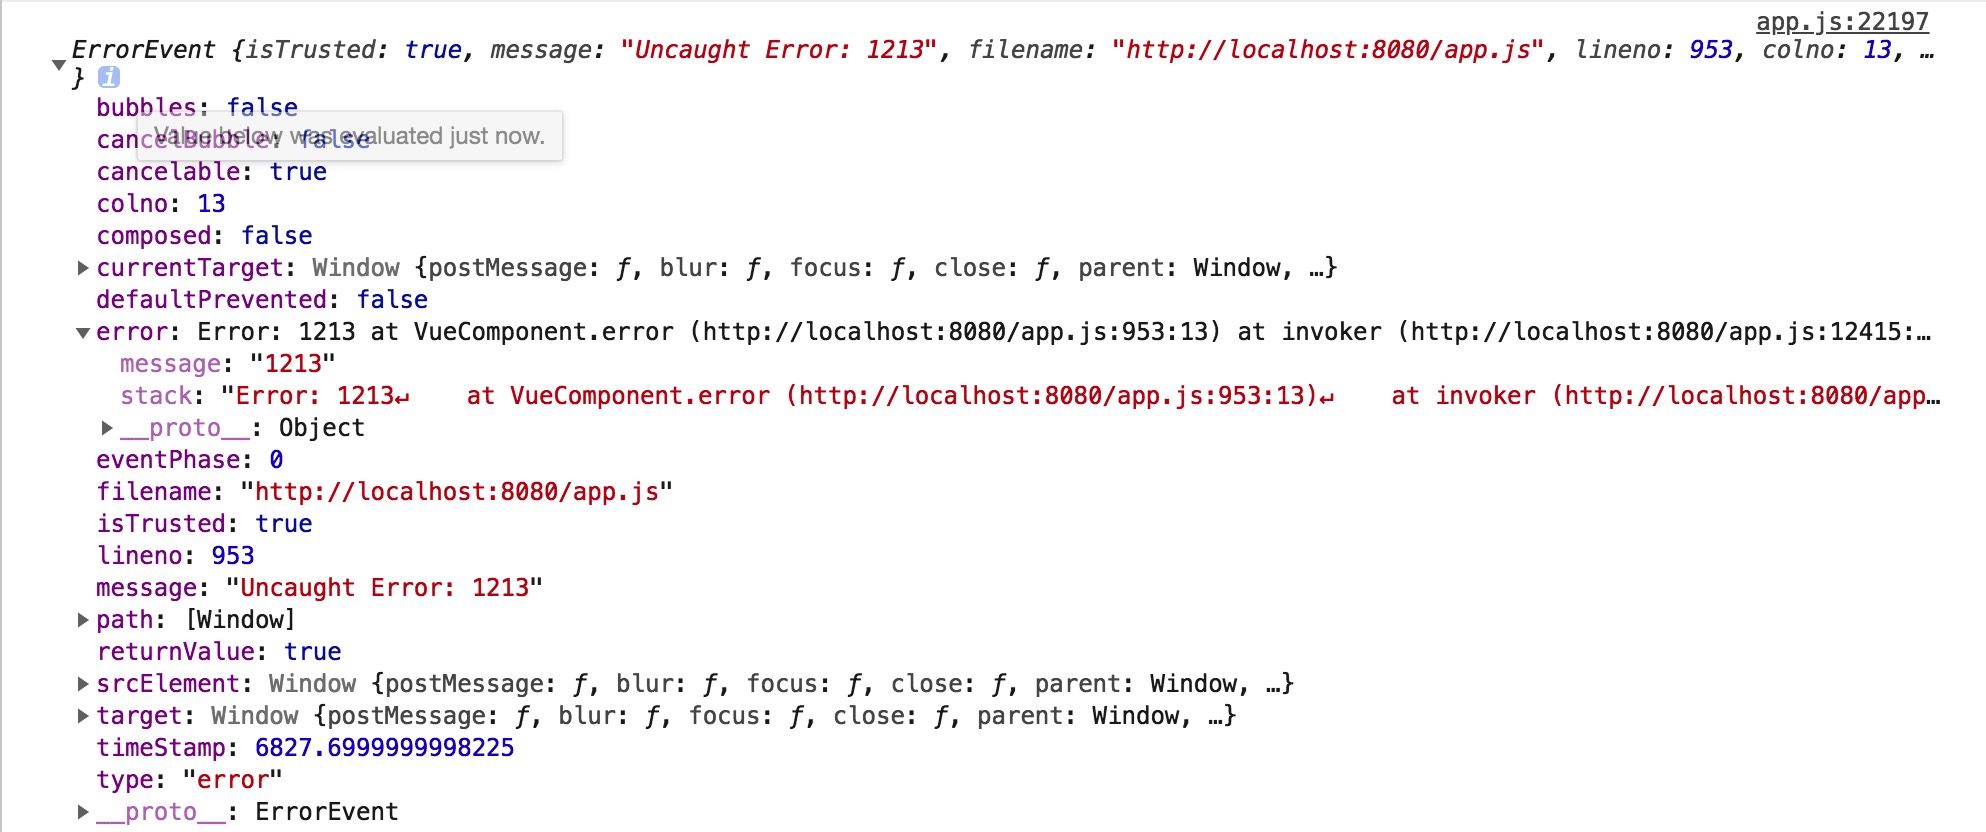 app.js:22197
▼ ErrorEvent {isTrusted: true, message: "Uncaught Error: 1213", filename: "http://localhost:8080/app.js", lineno: 953, colno: 13, …
} i
bubbles: false
Value below was evaluated just now.
cancelBubble: false
cancelable: true
colno: 13
composed: false
▶ currentTarget: Window {postMessage: ƒ, blur: ƒ, focus: ƒ, close: ƒ, parent: Window, …}
defaultPrevented: false
▼ error: Error: 1213 at VueComponent.error (http://localhost:8080/app.js:953:13) at invoker (http://localhost:8080/app.js:12415:…
message: "1213"
stack: "Error: 1213↵    at VueComponent.error (http://localhost:8080/app.js:953:13)↵    at invoker (http://localhost:8080/app…
▶ __proto__: Object
eventPhase: 0
filename: "http://localhost:8080/app.js"
isTrusted: true
lineno: 953
message: "Uncaught Error: 1213"
▶ path: [Window]
returnValue: true
▶ srcElement: Window {postMessage: ƒ, blur: ƒ, focus: ƒ, close: ƒ, parent: Window, …}
▶ target: Window {postMessage: ƒ, blur: ƒ, focus: ƒ, close: ƒ, parent: Window, …}
timeStamp: 6827.6999999998225
type: "error"
▶ __proto__: ErrorEvent